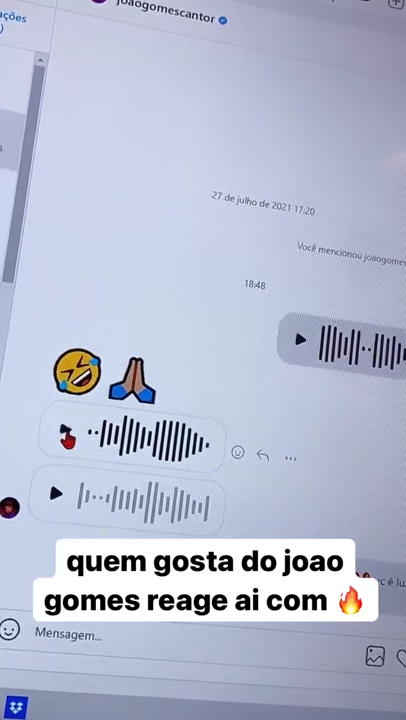 joaogomescantor
ações
27 de julho de 2021 17:20
Você mencionou joaogomes
18:48
quem gosta do joao
gomes reage ai com 🔥
Mensagem...